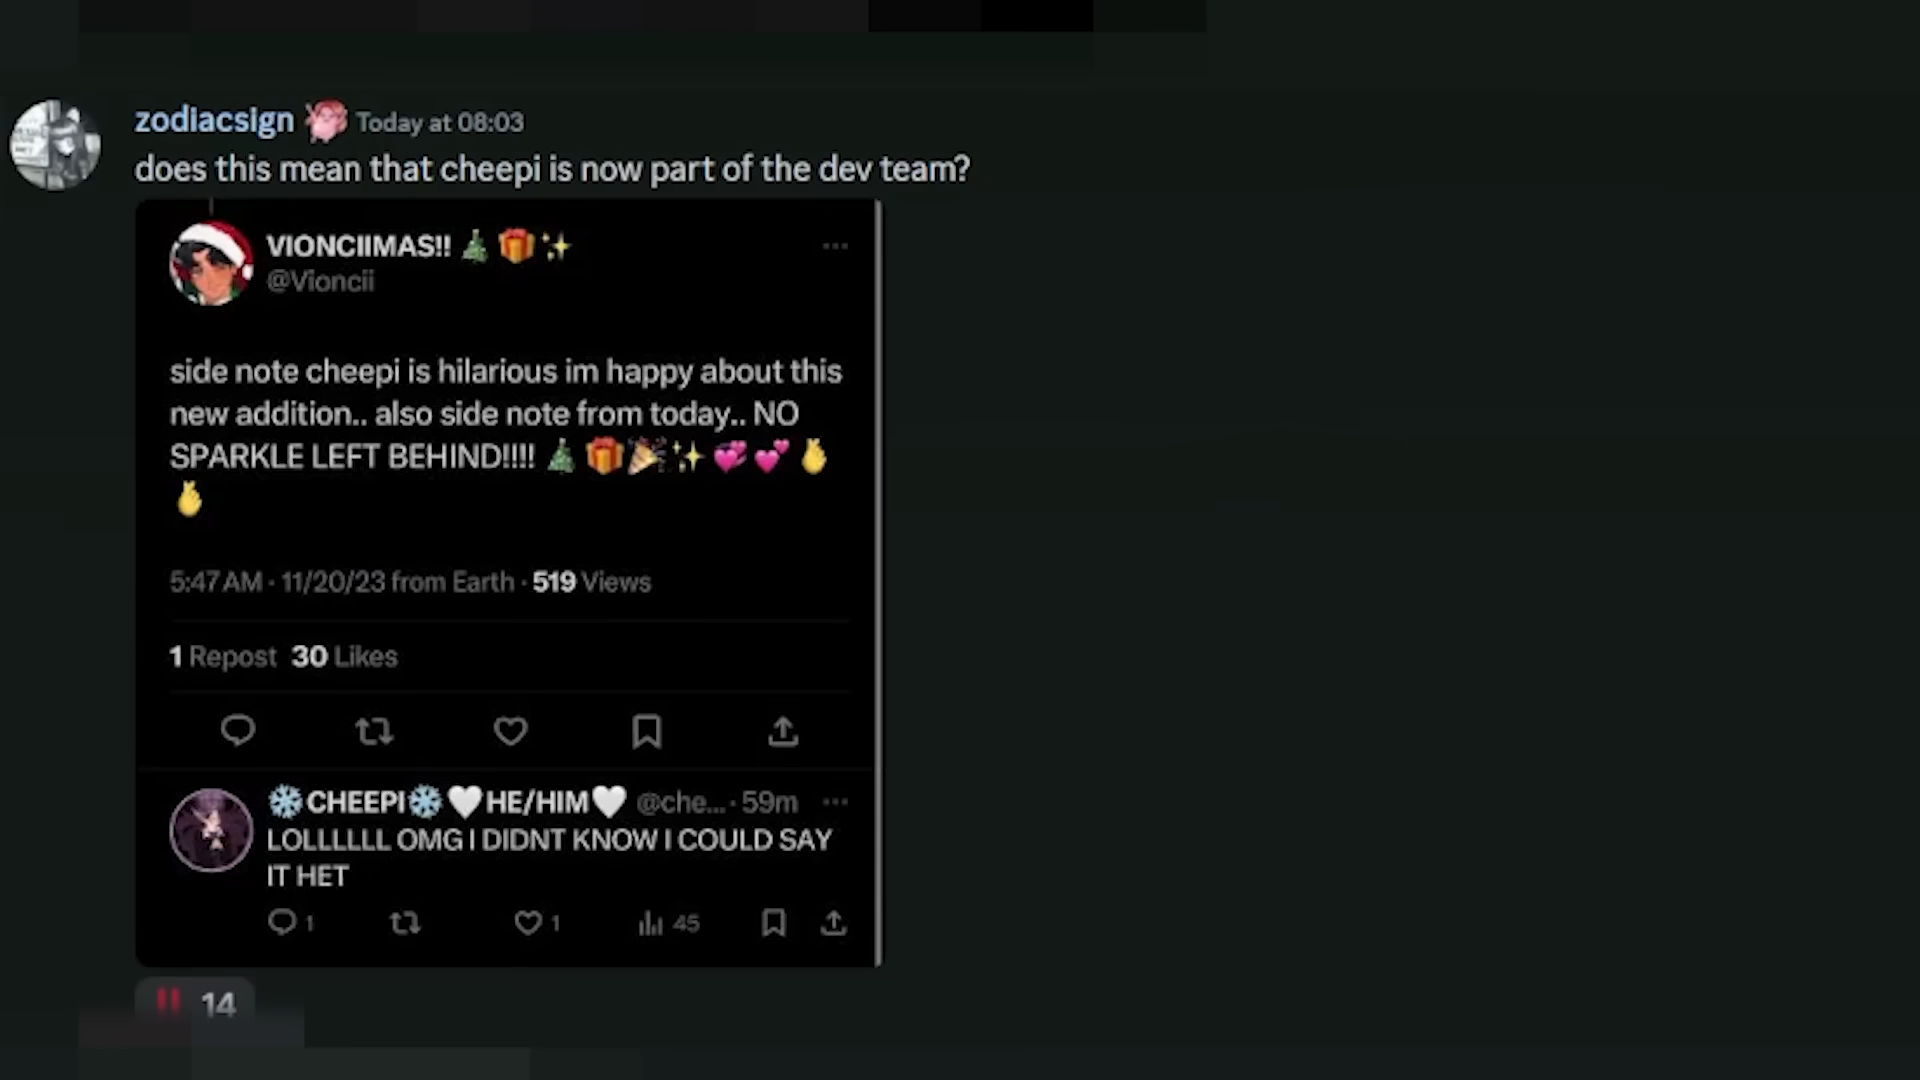 zodiacsign Today at 08:03
does this mean that cheepi is now part of the dev team?
VIONCIIMAS!! 🎄🎁✨
@Vioncii
side note cheepi is hilarious im happy about this
new addition.. also side note from today.. NO
SPARKLE LEFT BEHIND!!!! 🎄🎁🎉✨💞💕🫰
🫰
5:47 AM · 11/20/23 from Earth · 519 Views
1 Repost 30 Likes
❄️CHEEPI❄️🤍HE/HIM🤍 @che... · 59m
LOLLLLLL OMG I DIDNT KNOW I COULD SAY
IT HET
1 1 45
‼ 14